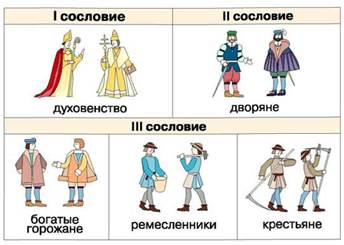 I сословие
II сословие
духовенство
дворяне
III сословие
богатые
горожане
ремесленники
крестьяне